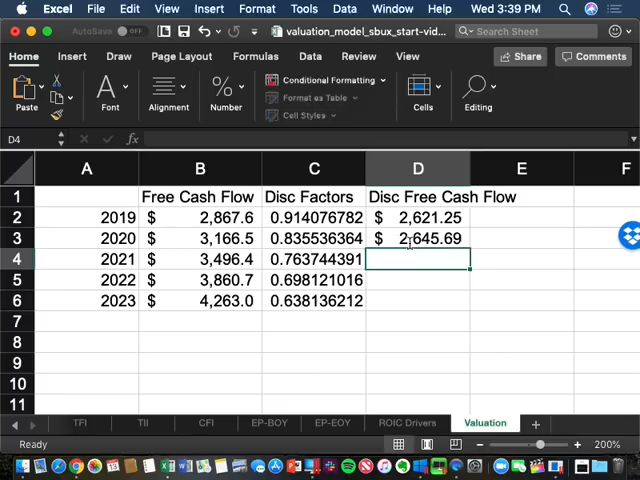 Excel File Edit View Insert Format Tools Data Window Help Wed 3:39 PM
AutoSave OFF valuation_model_sbux_start-vid... Search Sheet
Home Insert Page Layout Formulas Data Review View Share Comments
Paste Font Alignment Number Conditional Formatting Format as Table Cell Styles Cells Editing
D4 fx
A B C D E F
1 Free Cash Flow Disc Factors Disc Free Cash Flow
2 2019 $ 2,867.6 0.914076782 $ 2,621.25
3 2020 $ 3,166.5 0.835536364 $ 2,645.69
4 2021 $ 3,496.4 0.763744391
5 2022 $ 3,860.7 0.698121016
6 2023 $ 4,263.0 0.638136212
7
8
9
10
11
TFI TII CFI EP-BOY EP-EOY ROIC Drivers Valuation +
Ready 200%